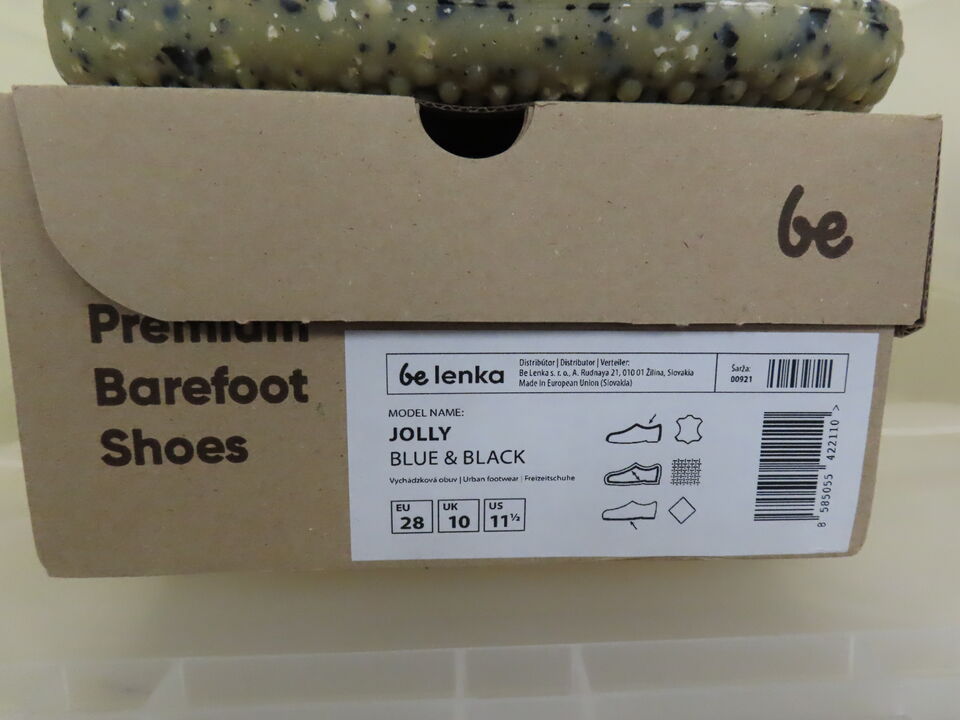 be
Premium
Barefoot
Shoes
be lenka
Distribútor | Distributor | Verteiler:
Be Lenka s. r. o., A. Rudnaya 21, 010 01 Žilina, Slovakia
Made in European Union (Slovakia)
Šarža:
00921
MODEL NAME:
JOLLY
BLUE & BLACK
Vychádzková obuv | Urban footwear | Freizeitschuhe
EU
28
UK
10
US
11½
8 585055 422110 >